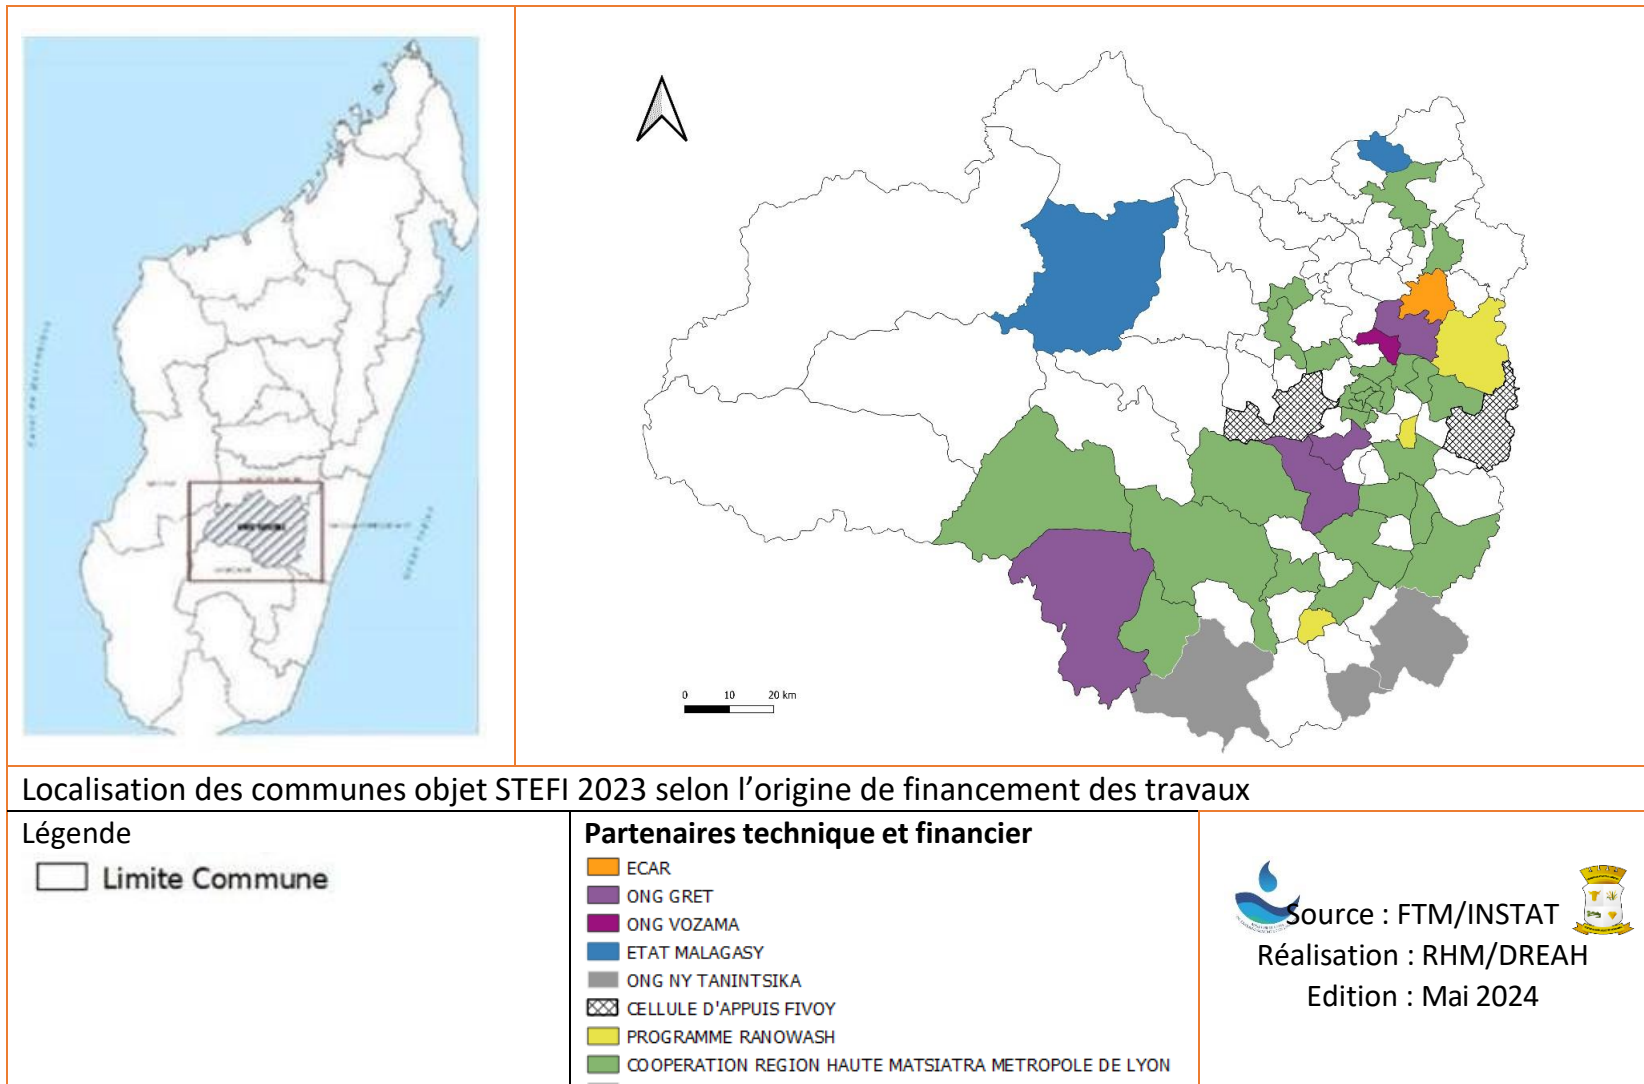 0 10 20 km
Localisation des communes objet STEFI 2023 selon l’origine de financement des travaux
Légende
Limite Commune
Partenaires technique et financier
ECAR
ONG GRET
ONG VOZAMA
ETAT MALAGASY
ONG NY TANINTSIKA
CELLULE D'APPUIS FIVOY
PROGRAMME RANOWASH
COOPERATION REGION HAUTE MATSIATRA METROPOLE DE LYON
Source : FTM/INSTAT
Réalisation : RHM/DREAH
Edition : Mai 2024